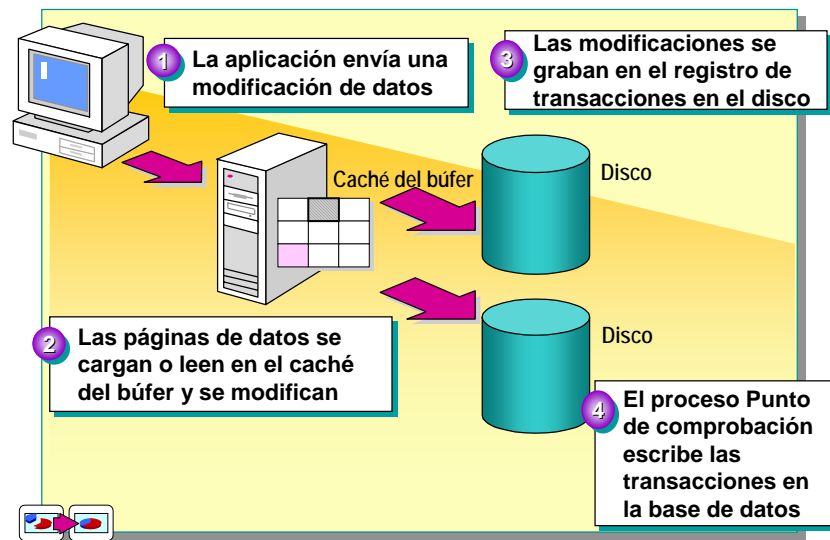 1
La aplicación envía una
modificación de datos
3
Las modificaciones se
graban en el registro de
transacciones en el disco
Caché del búfer
Disco
2
Las páginas de datos se
cargan o leen en el caché
del búfer y se modifican
Disco
4
El proceso Punto
de comprobación
escribe las
transacciones en
la base de datos